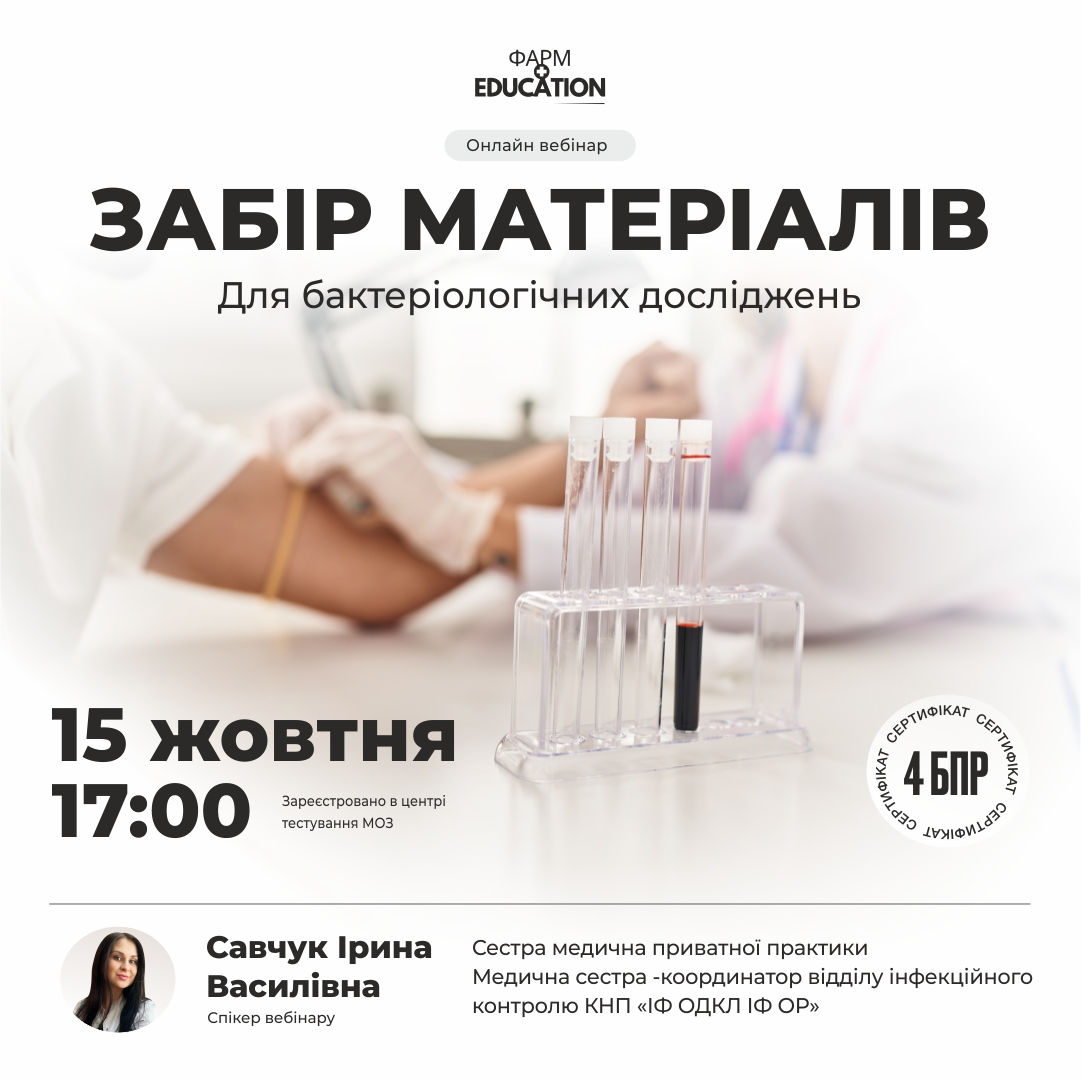 ФАРМ
EDUCATION
Онлайн вебінар
ЗАБІР МАТЕРІАЛІВ
Для бактеріологічних досліджень
15 жовтня
17:00
Зареєстровано в центрі
тестування МОЗ
СЕРТИФІКАТ СЕРТИФІКАТ СЕРТИФІКАТ СЕРТИФІКАТ СЕРТИФІКАТ
4 БПР
Савчук Ірина
Василівна
Спікер вебінару
Сестра медична приватної практики
Медична сестра -координатор відділу інфекційного
контролю КНП «ІФ ОДКЛ ІФ ОР»